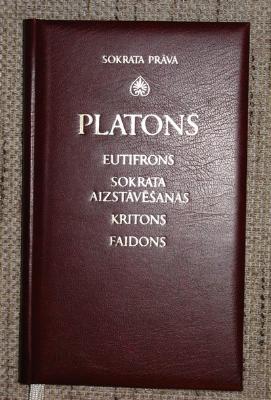 SOKRATA PRĀVA
PLATONS
EUTIFRONS
SOKRATA
AIZSTĀVĒŠANAS
KRITONS
FAIDONS